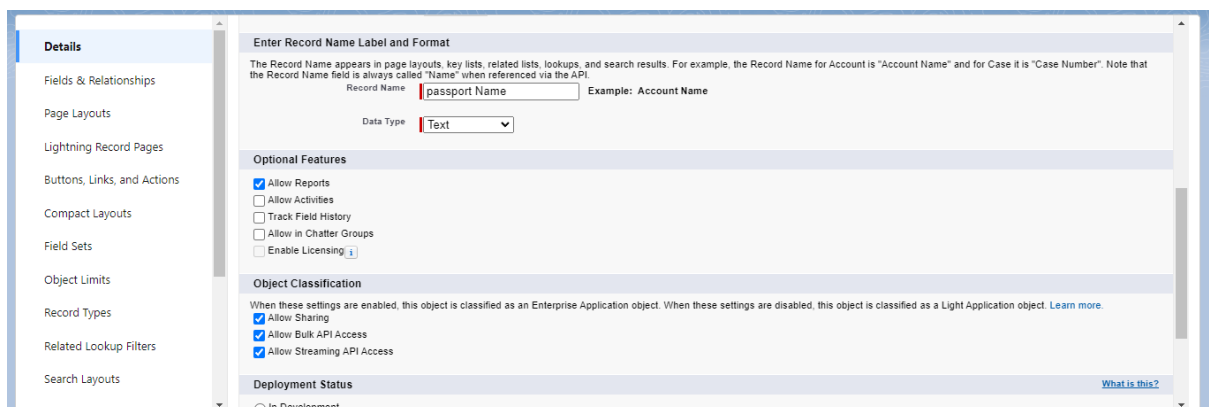 Details
Fields & Relationships
Page Layouts
Lightning Record Pages
Buttons, Links, and Actions
Compact Layouts
Field Sets
Object Limits
Record Types
Related Lookup Filters
Search Layouts
Enter Record Name Label and Format
The Record Name appears in page layouts, key lists, related lists, lookups, and search results. For example, the Record Name for Account is "Account Name" and for Case it is "Case Number". Note that
the Record Name field is always called "Name" when referenced via the API.
Record Name passport Name Example: Account Name
Data Type Text
Optional Features
Allow Reports
Allow Activities
Track Field History
Allow in Chatter Groups
Enable Licensing i
Object Classification
When these settings are enabled, this object is classified as an Enterprise Application object. When these settings are disabled, this object is classified as a Light Application object. Learn more.
Allow Sharing
Allow Bulk API Access
Allow Streaming API Access
Deployment Status What is this?
In Development